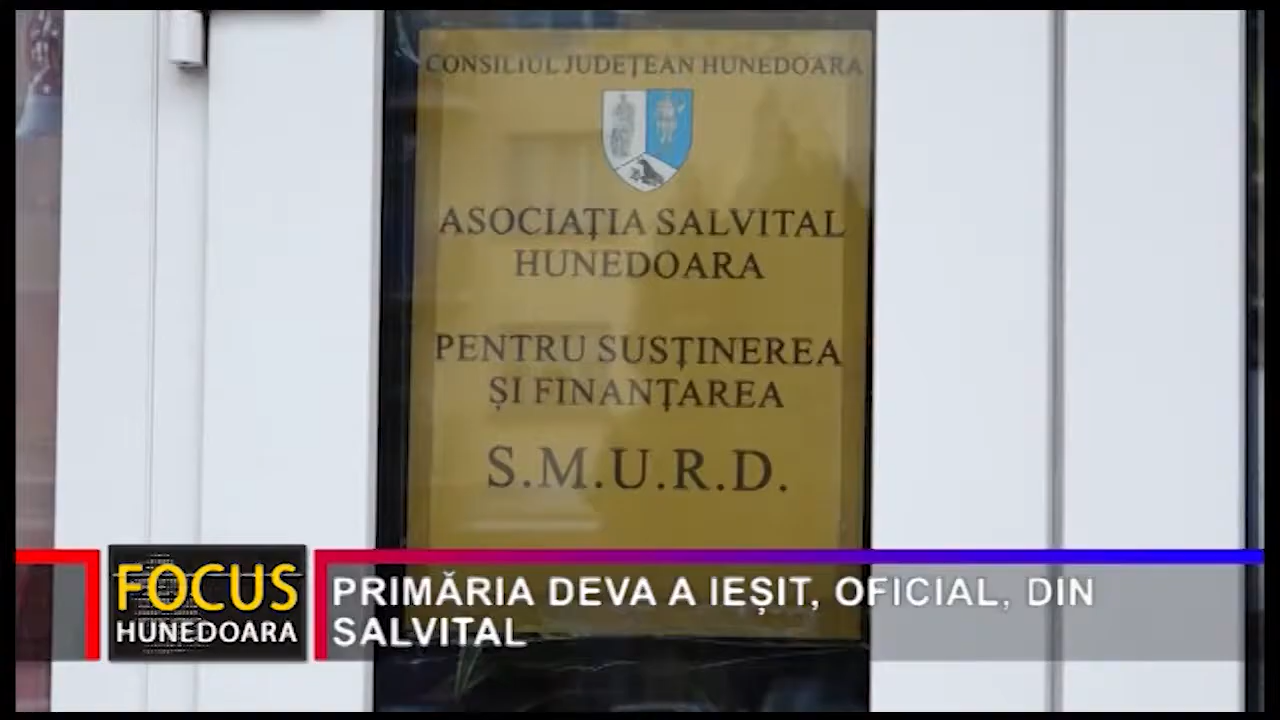 CONSILIUL JUDEȚEAN HUNEDOARA
ASOCIAȚIA SALVITAL
HUNEDOARA
PENTRU SUSȚINEREA
ȘI FINANȚAREA
S.M.U.R.D.
FOCUS
HUNEDOARA
PRIMĂRIA DEVA A IEȘIT, OFICIAL, DIN
SALVITAL